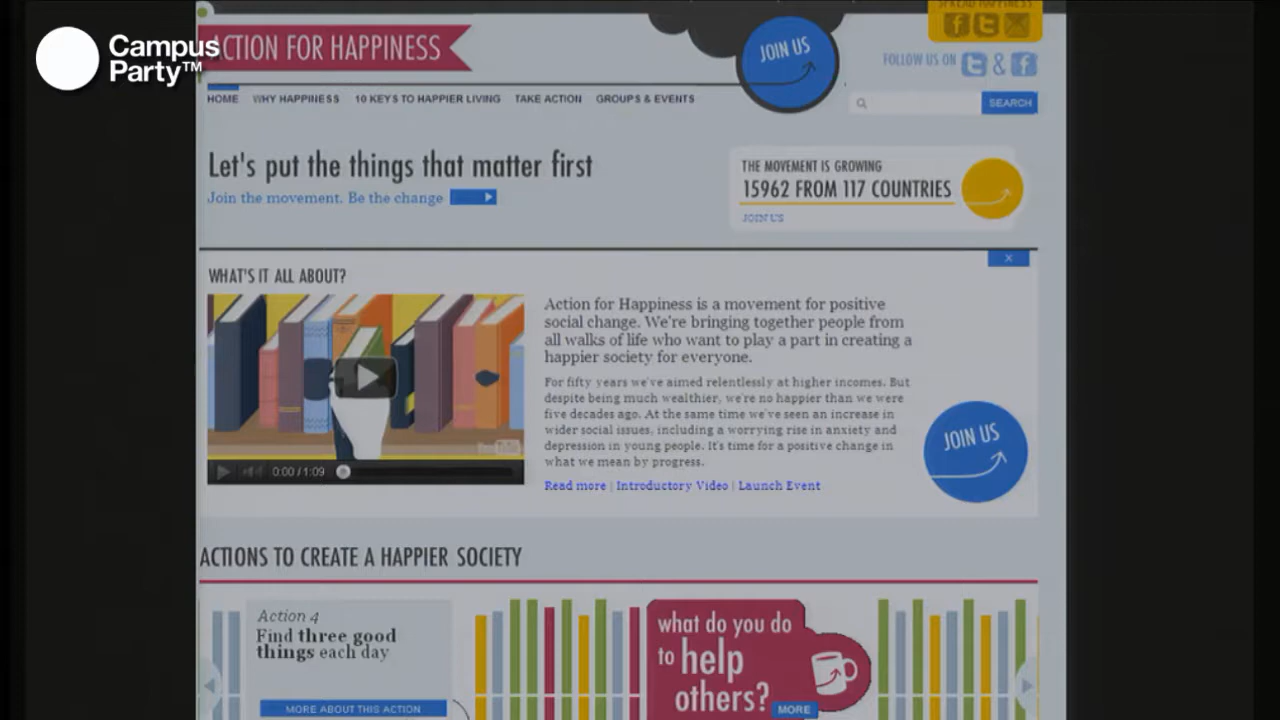 Campus
Party™
ACTION FOR HAPPINESS
JOIN US
SPREAD HAPPINESS
FOLLOW US ON
&
HOME WHY HAPPINESS 10 KEYS TO HAPPIER LIVING TAKE ACTION GROUPS & EVENTS
SEARCH
Let's put the things that matter first
Join the movement. Be the change
THE MOVEMENT IS GROWING
15962 FROM 117 COUNTRIES
JOIN US
X
WHAT'S IT ALL ABOUT?
Action for Happiness is a movement for positive
social change. We're bringing together people from
all walks of life who want to play a part in creating a
happier society for everyone.
For fifty years we've aimed relentlessly at higher incomes. But
despite being much wealthier, we're no happier than we were
five decades ago. At the same time we've seen an increase in
wider social issues, including a worrying rise in anxiety and
depression in young people. It's time for a positive change in
what we mean by progress.
Read more | Introductory Video | Launch Event
YouTube
0:00 / 1:09
JOIN US
ACTIONS TO CREATE A HAPPIER SOCIETY
Action 4
Find three good
things each day
MORE ABOUT THIS ACTION
what do you do
to help
others?
MORE